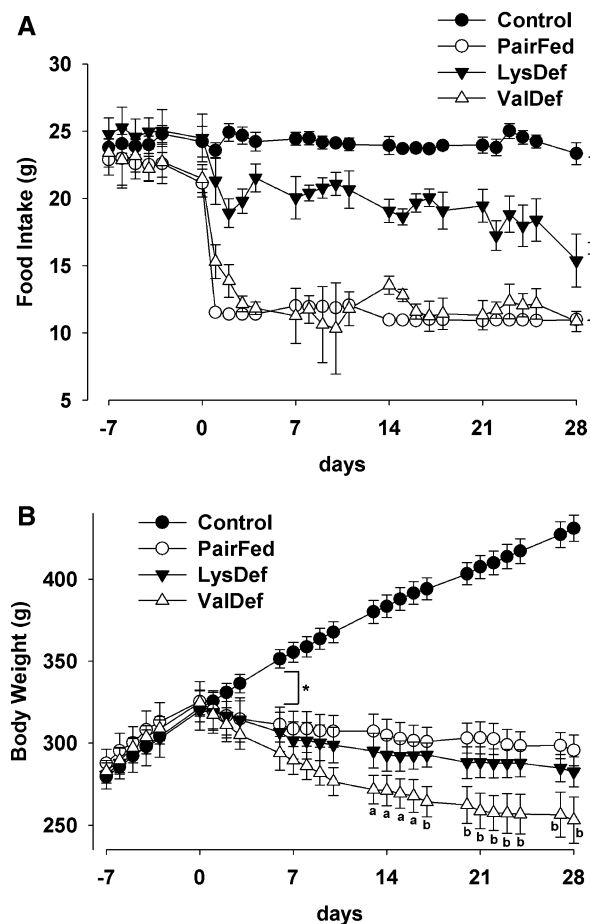 A
Control
PairFed
LysDef
ValDef
30
25
20
15
10
5
Food Intake (g)
-7 0 7 14 21 28
days
B
Control
PairFed
LysDef
ValDef
400
350
300
250
Body Weight (g)
*
a a a a b b b b b b b b
-7 0 7 14 21 28
days